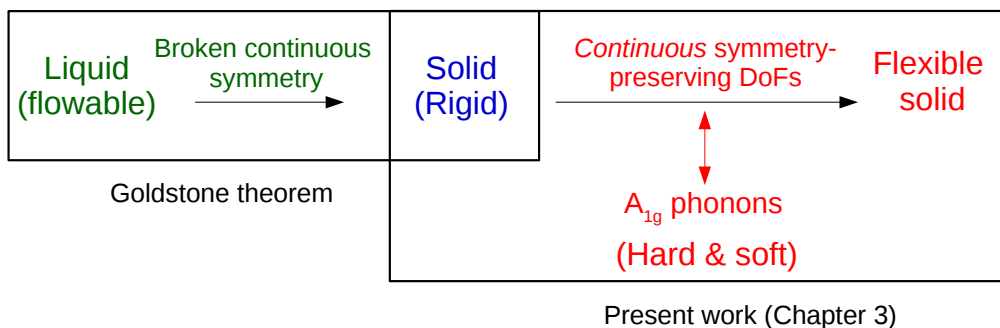 Liquid
(flowable)
Broken continuous
symmetry
Solid
(Rigid)
Continuous symmetry-
preserving DoFs
Flexible
solid
Goldstone theorem
A1g phonons
(Hard & soft)
Present work (Chapter 3)